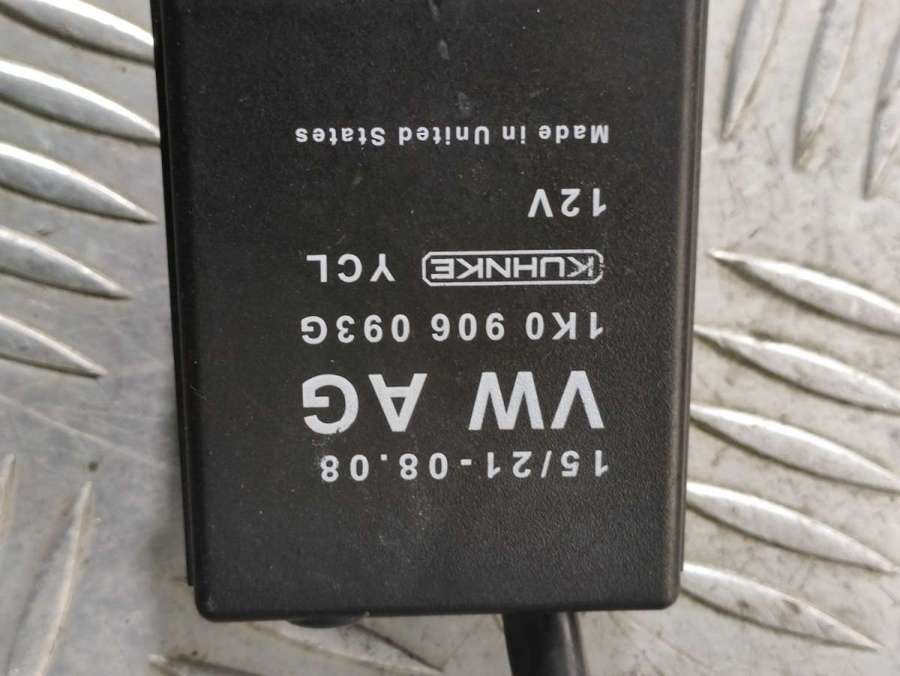 15/21-08.08
VW AG
1K0 906 093G
KUHNKE YCL
12V
Made in United States